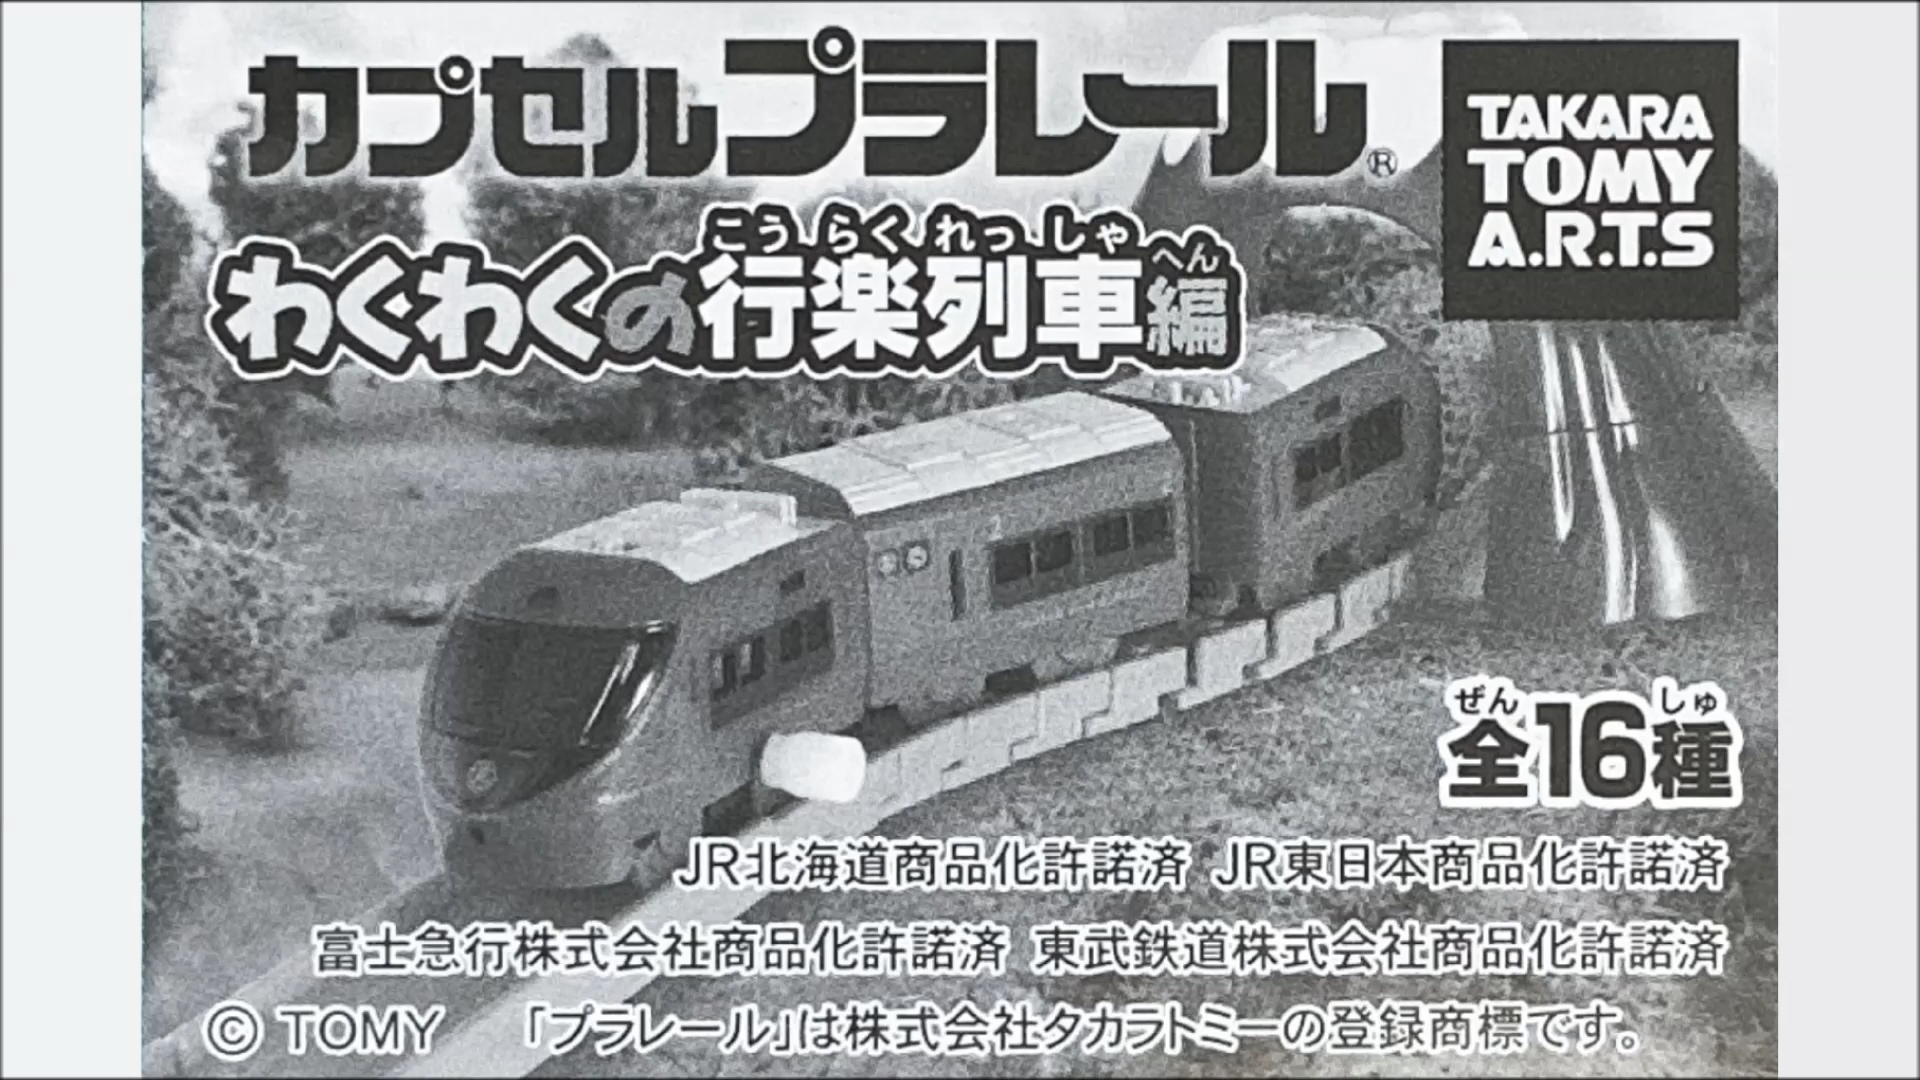 カプセルプラレール®
TAKARA
TOMY
A.R.T.S
こうらくれっしゃへん
わくわくの行楽列車編
ぜんしゅ
全16種
JR北海道商品化許諾済 JR東日本商品化許諾済
富士急行株式会社商品化許諾済 東武鉄道株式会社商品化許諾済
© TOMY 「プラレール」は株式会社タカラトミーの登録商標です。